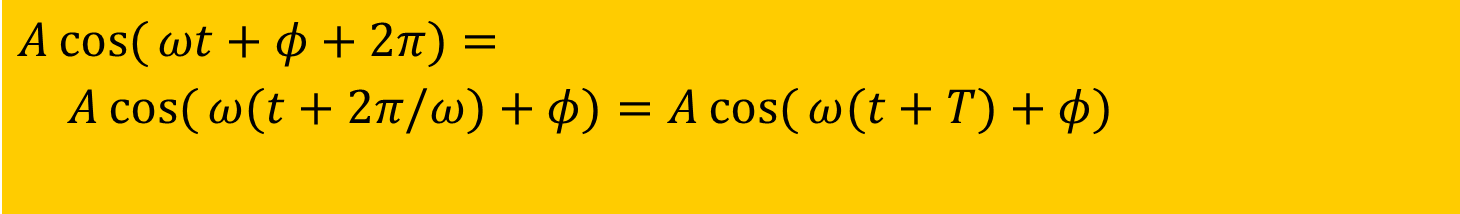 A cos( ωt + ϕ + 2π) =
A cos( ω(t + 2π/ω) + ϕ) = A cos( ω(t + T) + ϕ)